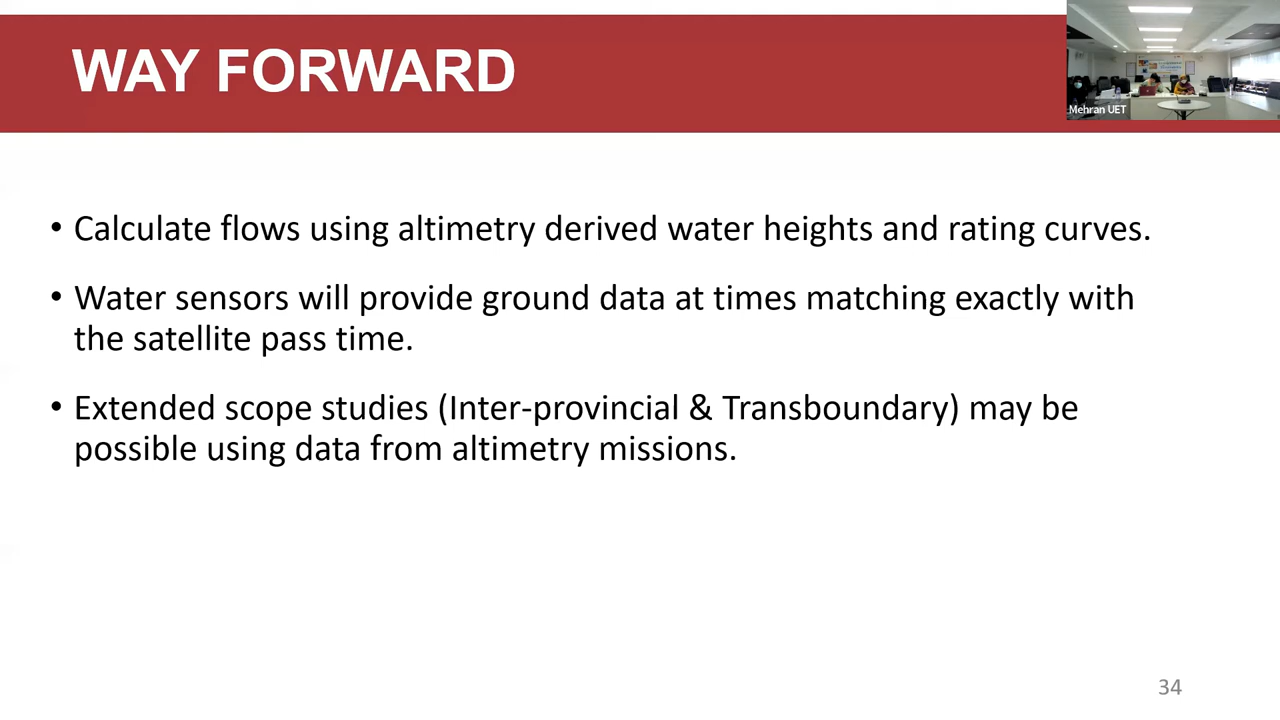 WAY FORWARD
Mehran UET
• Calculate flows using altimetry derived water heights and rating curves.
• Water sensors will provide ground data at times matching exactly with
the satellite pass time.
• Extended scope studies (Inter-provincial & Transboundary) may be
possible using data from altimetry missions.
34